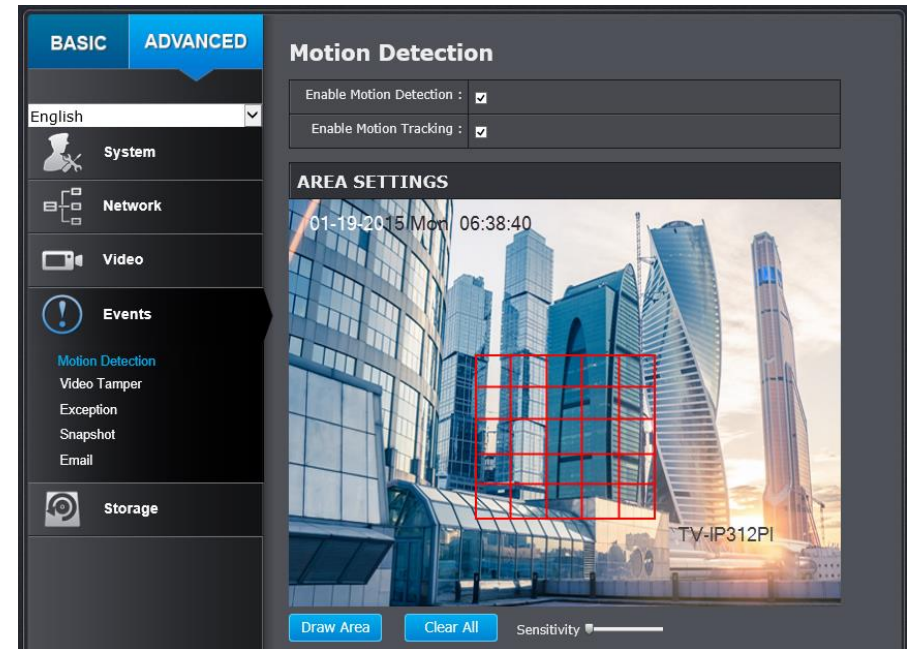 BASIC
ADVANCED
English
System
Network
Video
Events
Motion Detection
Video Tamper
Exception
Snapshot
Email
Storage
Motion Detection
Enable Motion Detection :
Enable Motion Tracking :
AREA SETTINGS
01-19-2015 Mon 06:38:40
TV-IP312PI
Draw Area
Clear All
Sensitivity